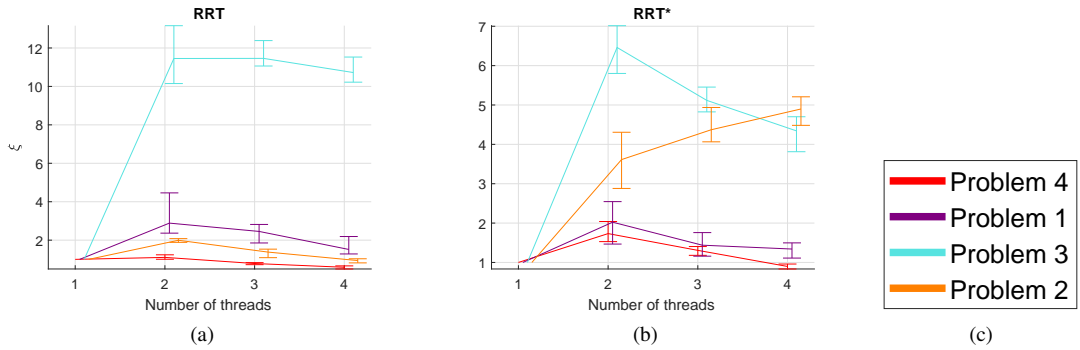 RRT
12
10
8
6
4
2
ξ
1
2
3
4
Number of threads
(a)
RRT*
7
6
5
4
3
2
1
1
2
3
4
Number of threads
(b)
Problem 4
Problem 1
Problem 3
Problem 2
(c)